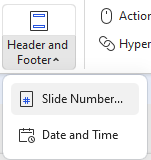 Header and
Footer
Action
Hyper
Slide Number...
Date and Time